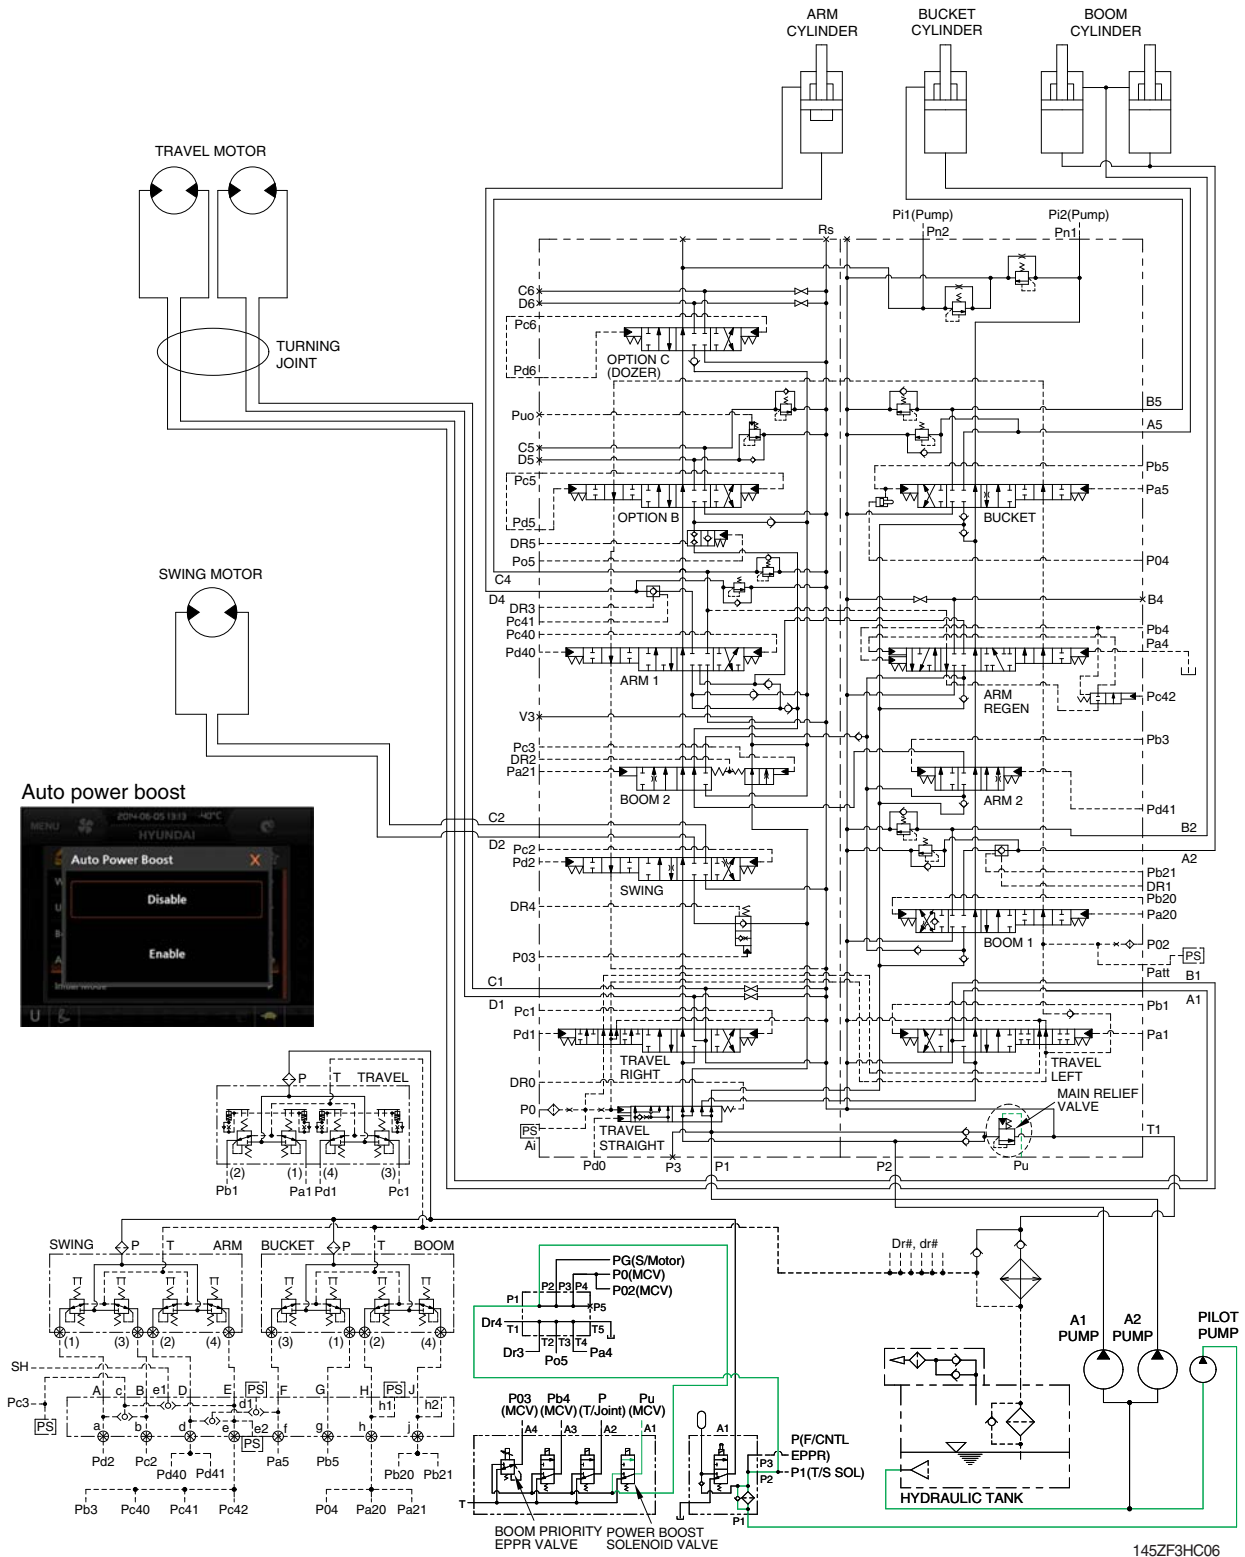 ARM
CYLINDER
BUCKET
CYLINDER
BOOM
CYLINDER
TRAVEL MOTOR
TURNING
JOINT
Rs
Pi1(Pump)
Pn2
Pi2(Pump)
Pn1
C6
D6
Pc6
OPTION C
(DOZER)
Pd6
Puo
C5
D5
Pc5
Pd5
OPTION B
DR5
Po5
B5
A5
Pb5
Pa5
BUCKET
P04
SWING MOTOR
C4
D4
DR3
Pc41
Pc40
Pd40
ARM 1
B4
Pb4
Pa4
ARM
REGEN
Pc42
V3
Pc3
DR2
Pa21
BOOM 2
Pb3
ARM 2
Pd41
C2
D2
Pc2
Pd2
SWING
DR4
P03
B2
A2
Pb21
DR1
Pb20
Pa20
BOOM 1
P02
PS
Patt
B1
A1
C1
D1
Pc1
Pd1
TRAVEL
RIGHT
Pb1
Pa1
TRAVEL
LEFT
DR0
P0
PS
Ai
TRAVEL
STRAIGHT
MAIN RELIEF
VALVE
T1
Pd0
P3
P1
P2
Pu
Auto power boost
MENU
2014-06-05 13:13
-40°C
HYUNDAI
Auto Power Boost
X
Disable
Enable
Initial Mode
U
P
T
TRAVEL
(2)
(1)
(4)
(3)
Pb1
Pa1
Pd1
Pc1
SWING
P
T
ARM
BUCKET
P
T
BOOM
(1)
(3)
(2)
(4)
(3)
(1)
(2)
(4)
SH
Pc3
PS
A
c
B
e1
D
E
PS
d1
F
G
H
PS
J
h1
h2
a
b
d
e
e2
PS
f
g
h
j
Pd2
Pc2
Pd40
Pd41
Pa5
Pb5
Pb20
Pb21
Pb3
Pc40
Pc41
Pc42
P04
Pa20
Pa21
PG(S/Motor)
P0(MCV)
P02(MCV)
P2
P3
P4
P1
P5
Dr4
T1
T2
T3
T4
T5
Dr3
Po5
Pa4
P03
(MCV)
Pb4
(MCV)
P
(T/Joint)
Pu
(MCV)
A4
A3
A2
A1
T
BOOM PRIORITY
EPPR VALVE
POWER BOOST
SOLENOID VALVE
A1
P(F/CNTL
EPPR)
P3
P2
P1(T/S SOL)
P1
Dr#, dr#
A1
PUMP
A2
PUMP
PILOT
PUMP
HYDRAULIC TANK
145ZF3HC06